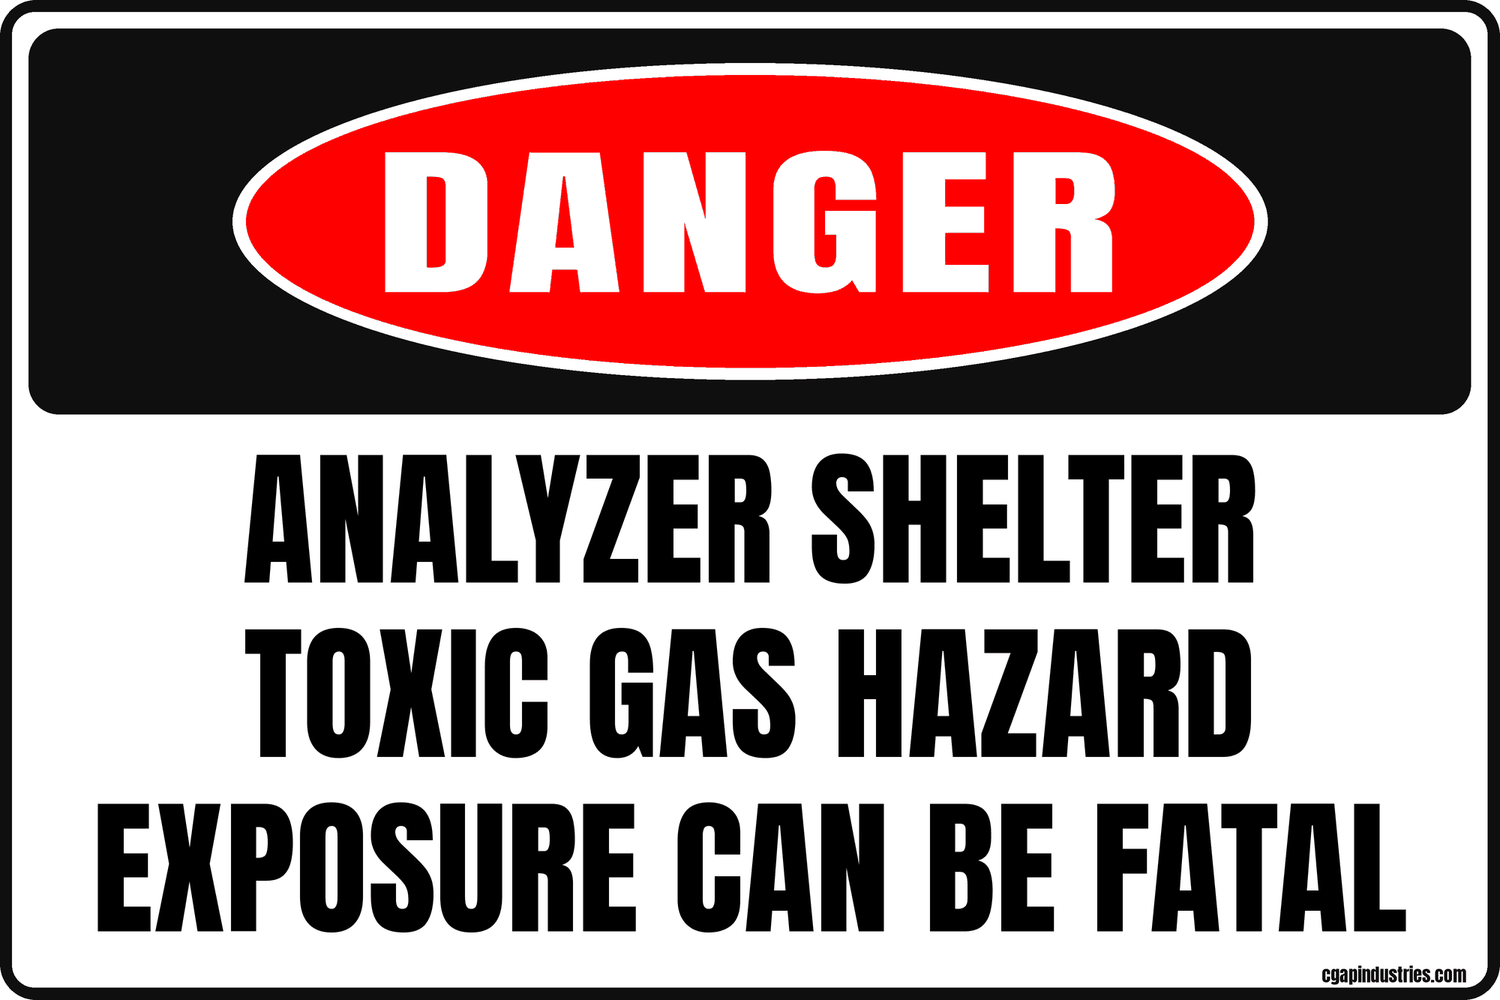 DANGER
ANALYZER SHELTER
TOXIC GAS HAZARD
EXPOSURE CAN BE FATAL
cgapindustries.com